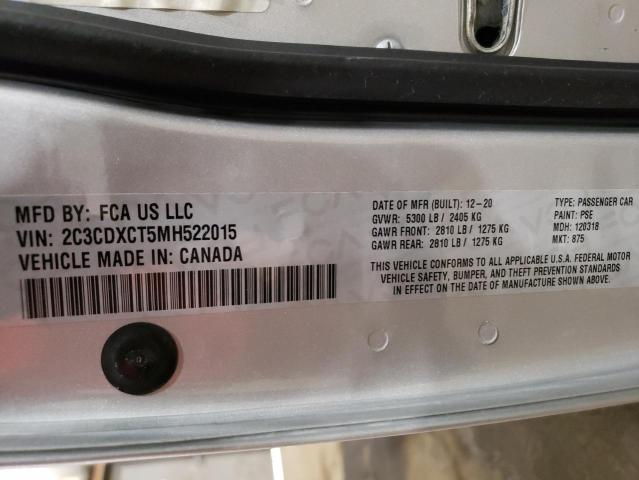 MFD BY: FCA US LLC
VIN: 2C3CDXCT5MH522015
VEHICLE MADE IN: CANADA
DATE OF MFR (BUILT): 12-20
GVWR: 5300 LB / 2405 KG
GAWR FRONT: 2810 LB / 1275 KG
GAWR REAR: 2810 LB / 1275 KG
TYPE: PASSENGER CAR
PAINT: PSE
MDH: 120318
MKT: 875
THIS VEHICLE CONFORMS TO ALL APPLICABLE U.S.A. FEDERAL MOTOR
VEHICLE SAFETY, BUMPER, AND THEFT PREVENTION STANDARDS
IN EFFECT ON THE DATE OF MANUFACTURE SHOWN ABOVE.